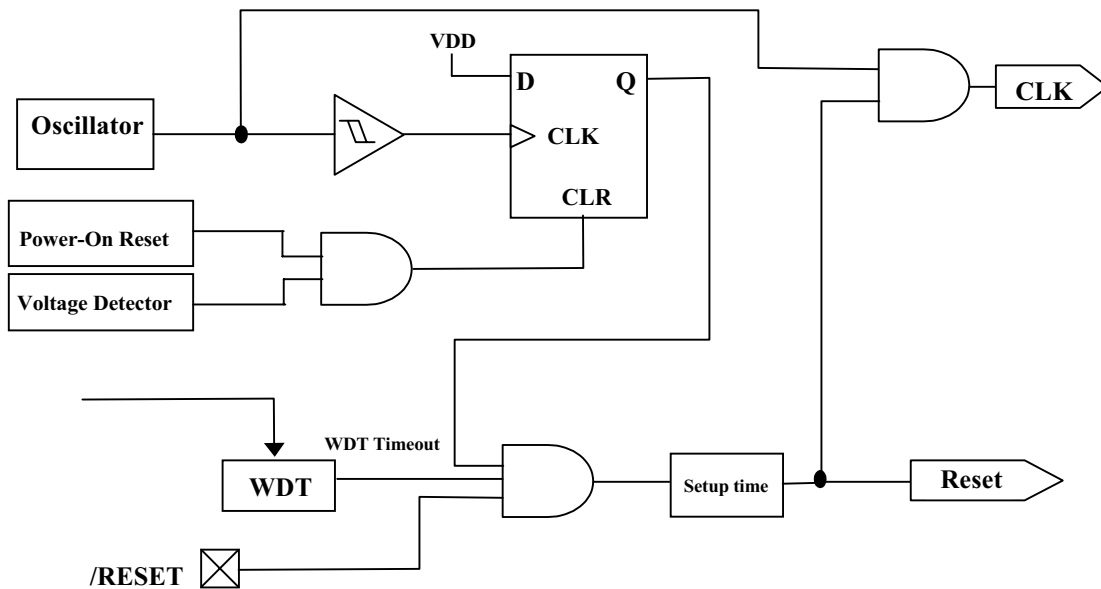 VDD
D
Q
CLK
Oscillator
CLK
CLR
Power-On Reset
Voltage Detector
WDT Timeout
WDT
Setup time
Reset
/RESET